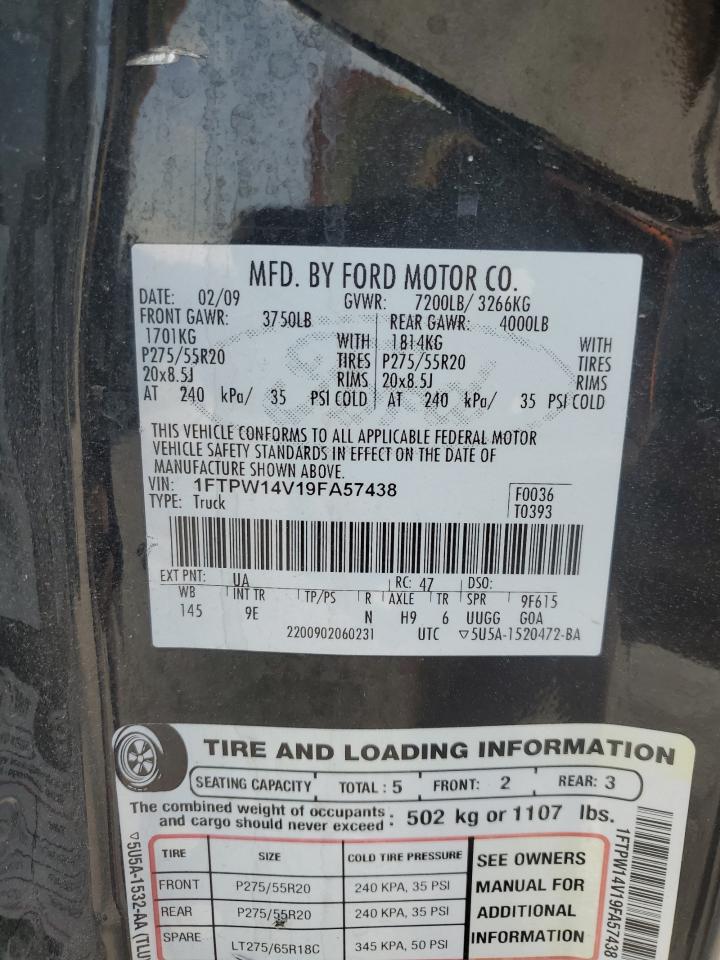 MFD. BY FORD MOTOR CO.
DATE: 02/09 GVWR: 7200LB/ 3266KG
FRONT GAWR: 3750LB REAR GAWR: 4000LB
1701KG WITH 1814KG WITH
P275/55R20 TIRES P275/55R20 TIRES
20x8.5J RIMS 20x8.5J RIMS
AT 240 kPa/ 35 PSI COLD AT 240 kPa/ 35 PSI COLD
THIS VEHICLE CONFORMS TO ALL APPLICABLE FEDERAL MOTOR
VEHICLE SAFETY STANDARDS IN EFFECT ON THE DATE OF
MANUFACTURE SHOWN ABOVE.
VIN: 1FTPW14V19FA57438 F0036
TYPE: Truck T0393
EXT PNT: UA RC: 47 DSO:
WB INT TR TP/PS R AXLE TR SPR 9F615
145 9E N H9 6 UUGG GOA
2200902060231 UTC ▽5U5A-1520472-BA
TIRE AND LOADING INFORMATION
SEATING CAPACITY TOTAL : 5 FRONT: 2 REAR: 3
The combined weight of occupants
and cargo should never exceed : 502 kg or 1107 lbs.
TIRE SIZE COLD TIRE PRESSURE
FRONT P275/55R20 240 KPA, 35 PSI
REAR P275/55R20 240 KPA, 35 PSI
SPARE LT275/65R18C 345 KPA, 50 PSI
SEE OWNERS
MANUAL FOR
ADDITIONAL
INFORMATION
1FTPW14V19FA57438
▽5U5A-1532-AA